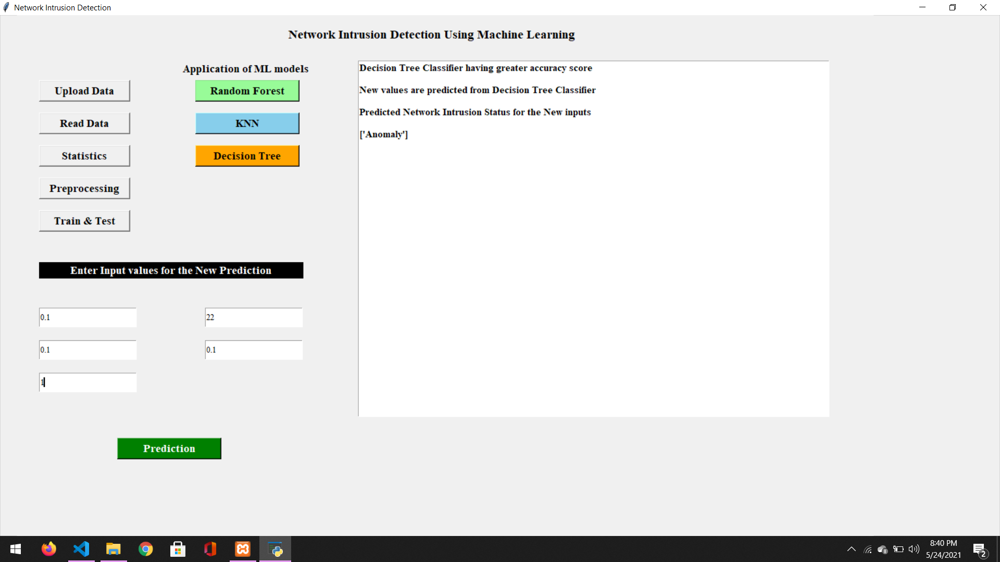 Network Intrusion Detection
Network Intrusion Detection Using Machine Learning
Application of ML models
Upload Data
Random Forest
Read Data
KNN
Statistics
Decision Tree
Preprocessing
Train & Test
Decision Tree Classifier having greater accuracy score
New values are predicted from Decision Tree Classifier
Predicted Network Intrusion Status for the New inputs
['Anomaly']
Enter Input values for the New Prediction
0.1
22
0.1
0.1
1
Prediction
8:40 PM
5/24/2021
2